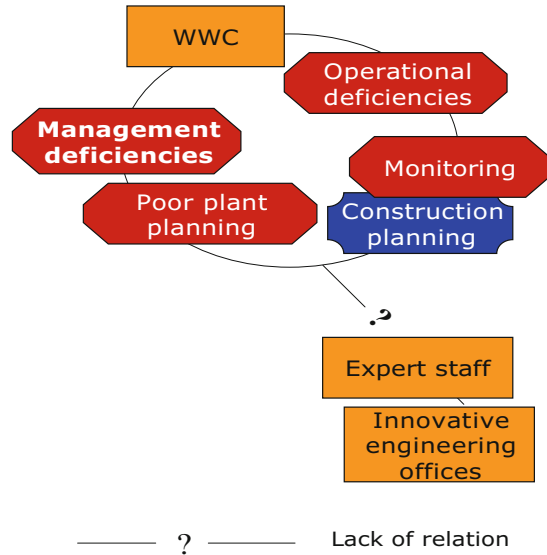 WWC
Operational
deficiencies
Management
deficiencies
Monitoring
Poor plant
planning
Construction
planning
?
Expert staff
Innovative
engineering
offices
? Lack of relation